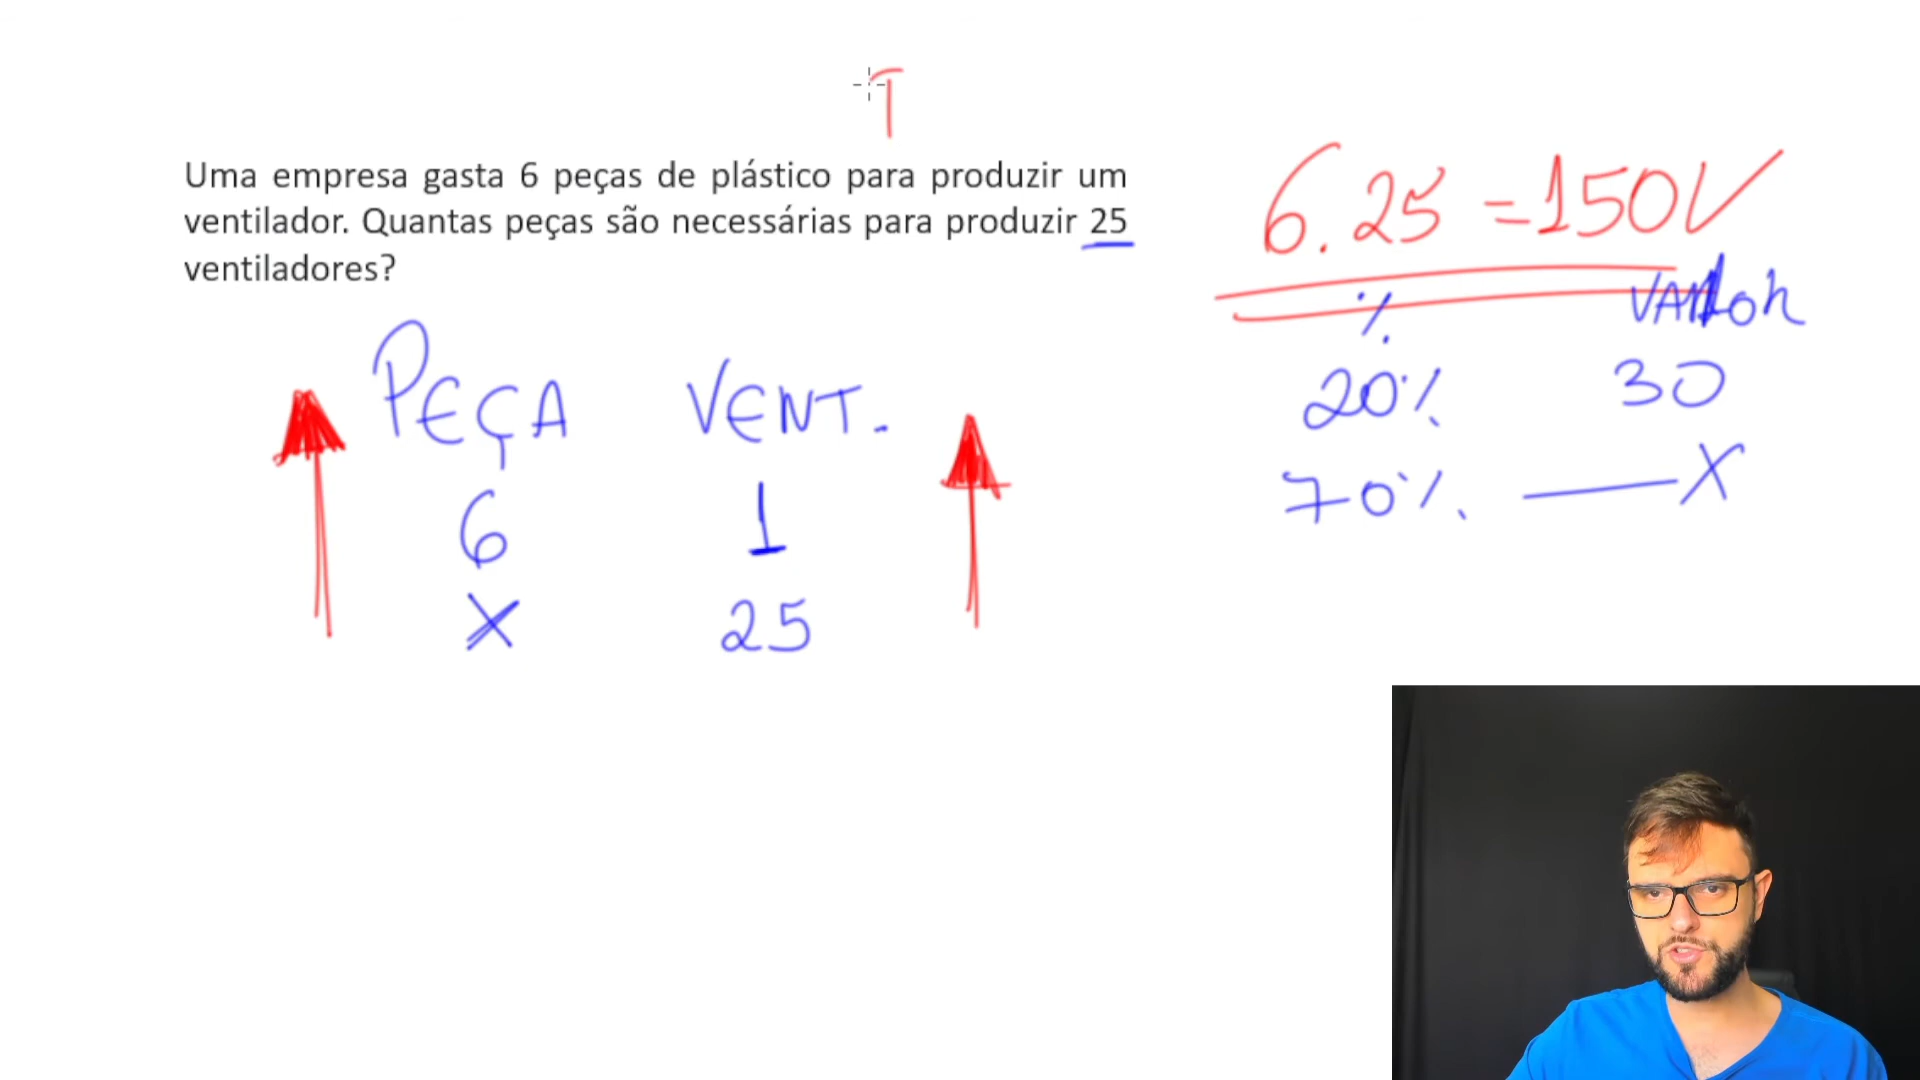 T
Uma empresa gasta 6 peças de plástico para produzir um
ventilador. Quantas peças são necessárias para produzir 25
ventiladores?
PEÇA VENT.
6 1
X 25
6.25 = 150 V
% VALOR
20% 30
70% — X